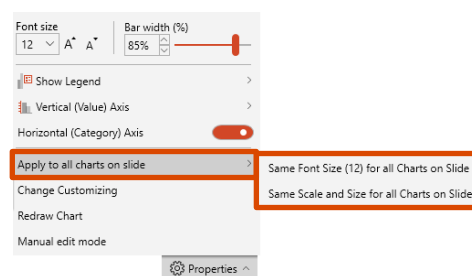 Font size
Bar width (%)
12
A A
85%
Show Legend
Vertical (Value) Axis
Horizontal (Category) Axis
Apply to all charts on slide
Same Font Size (12) for all Charts on Slide
Change Customizing
Same Scale and Size for all Charts on Slide
Redraw Chart
Manual edit mode
Properties